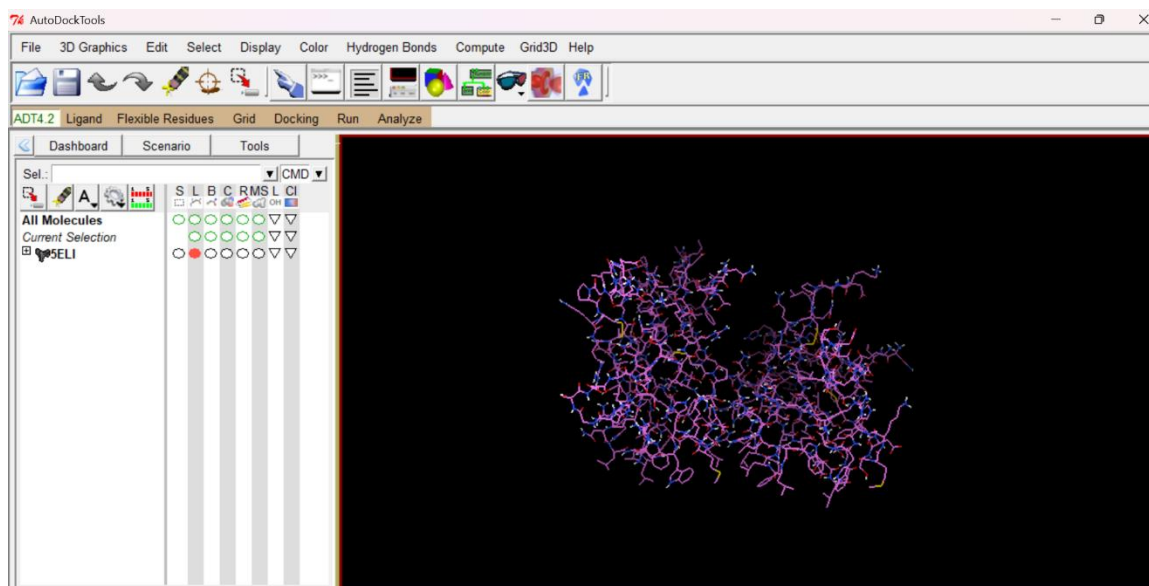 AutoDockTools
File 3D Graphics Edit Select Display Color Hydrogen Bonds Compute Grid3D Help
ADT4.2 Ligand Flexible Residues Grid Docking Run Analyze
Dashboard Scenario Tools
Sel.: CMD
A S L B C R MS L Cl
OH
All Molecules
Current Selection
5ELI